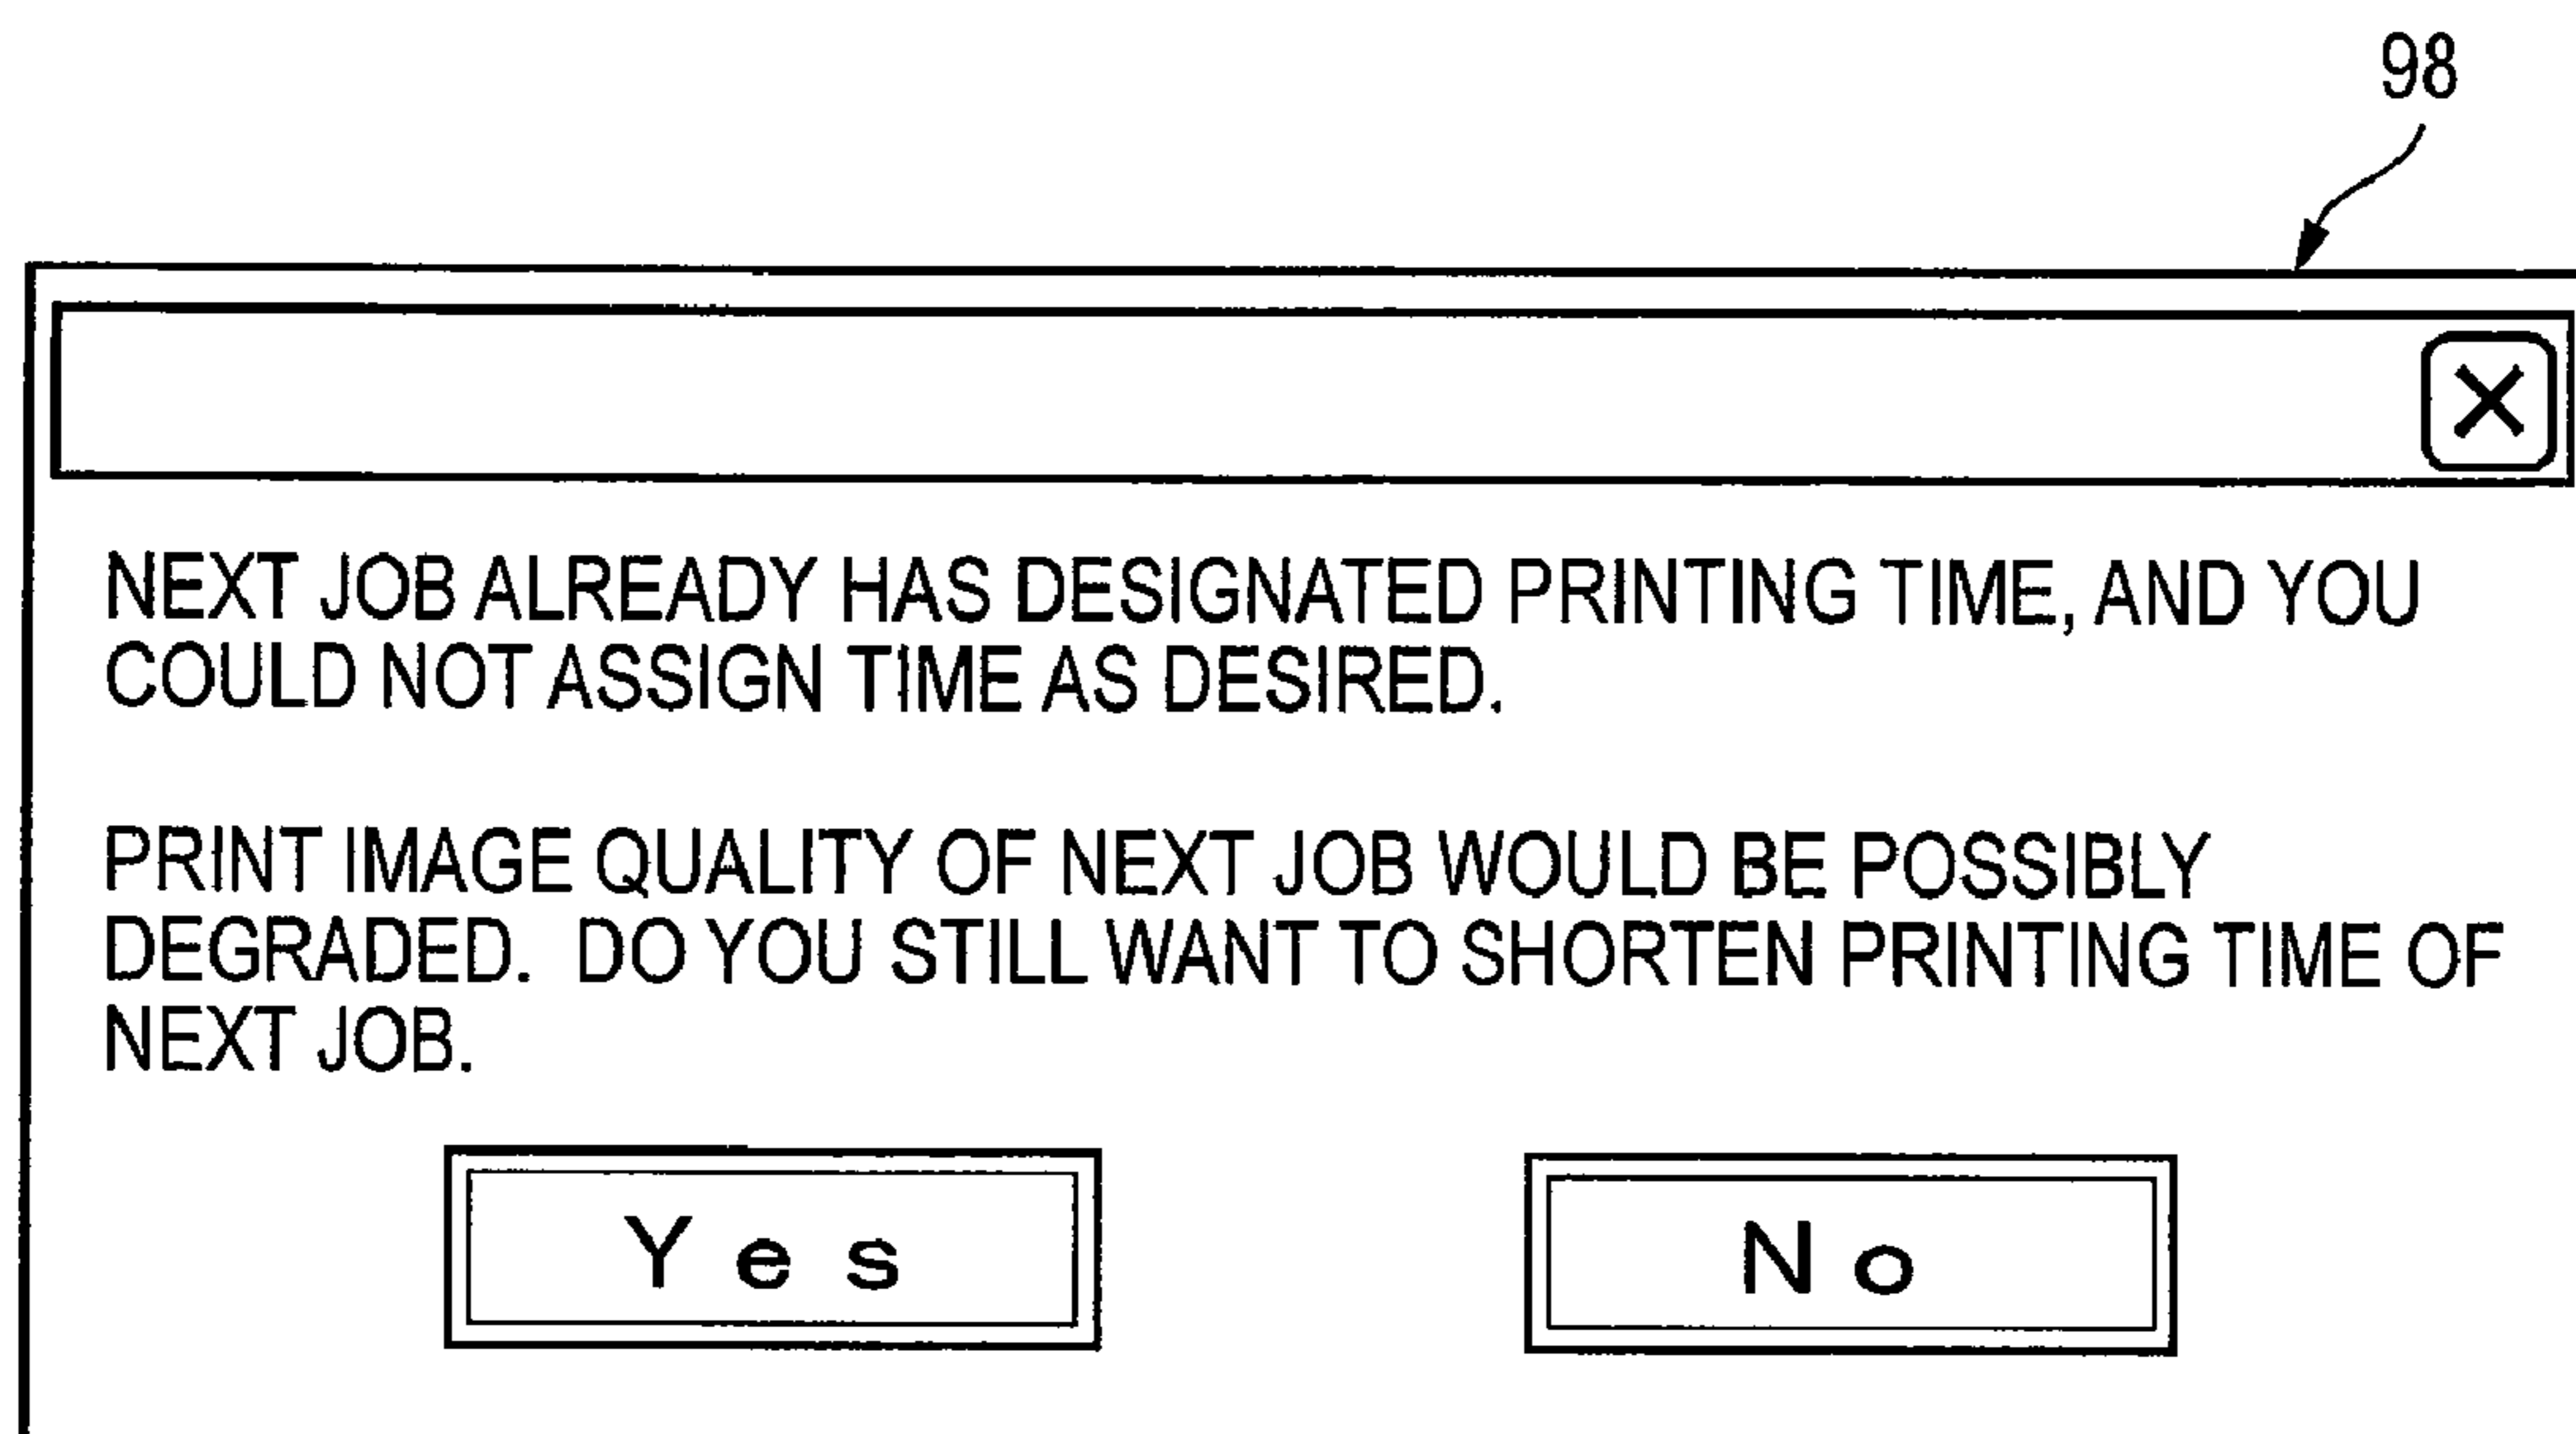 98
X
NEXT JOB ALREADY HAS DESIGNATED PRINTING TIME, AND YOU
COULD NOT ASSIGN TIME AS DESIRED.
PRINT IMAGE QUALITY OF NEXT JOB WOULD BE POSSIBLY
DEGRADED. DO YOU STILL WANT TO SHORTEN PRINTING TIME OF
NEXT JOB.
Yes No